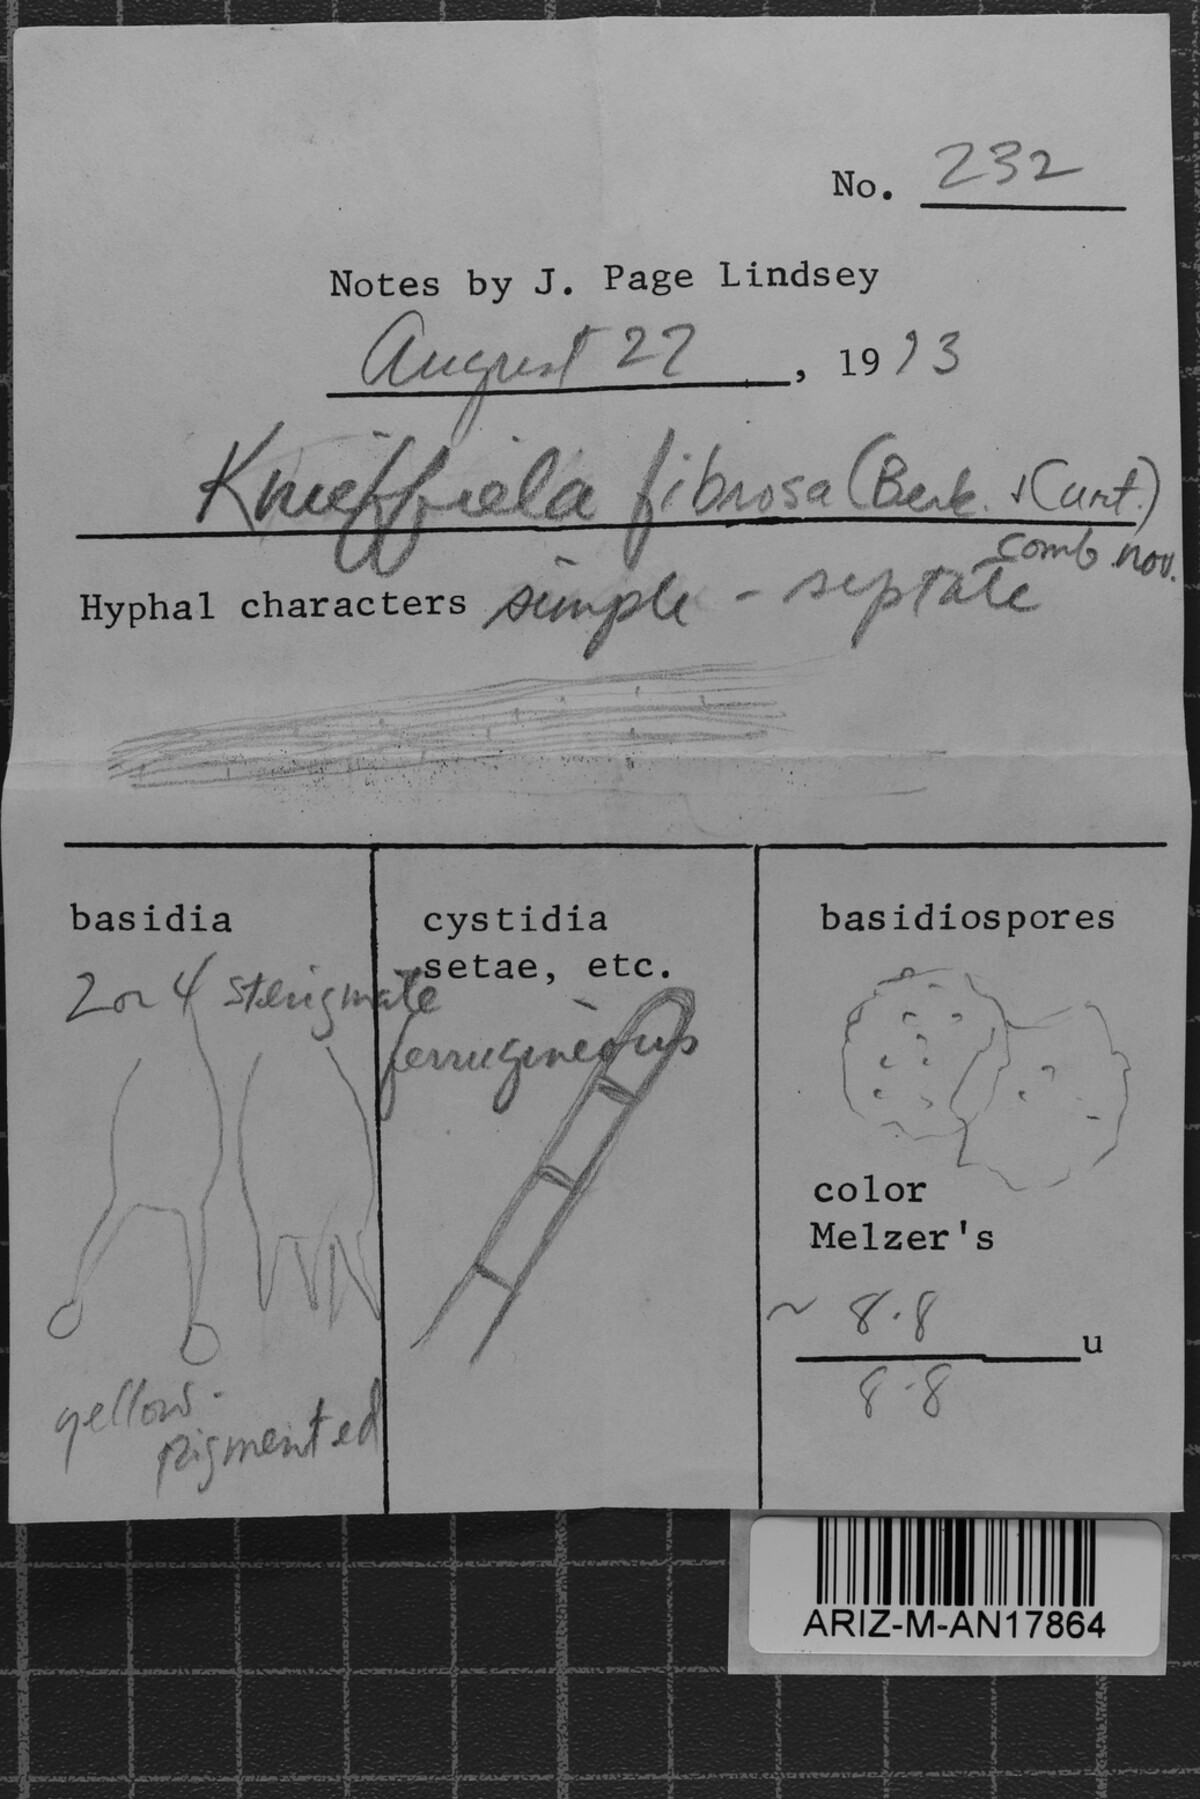 No. 232
Notes by J. Page Lindsey
August 27, 1973
Kneiffiela fibrosa (Berk. & Curt.)
comb. nov.
Hyphal characters simple - septate
basidia
2 or 4 sterigmate
yellow-
pigmented
cystidia
setae, etc.
ferrugineous
basidiospores
color
Melzer's
~ 8.8 u
8.8
ARIZ-M-AN17864